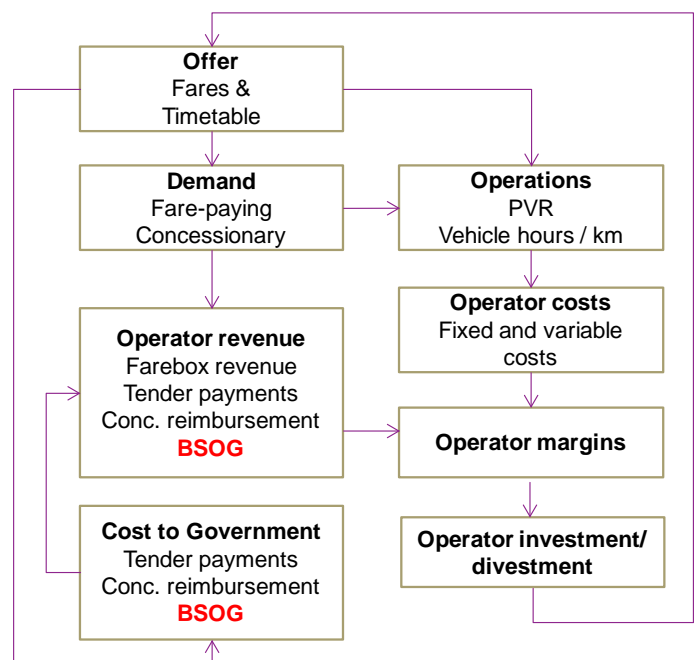 Offer
Fares &
Timetable
Demand
Fare-paying
Concessionary
Operations
PVR
Vehicle hours / km
Operator revenue
Farebox revenue
Tender payments
Conc. reimbursement
BSOG
Operator costs
Fixed and variable
costs
Operator margins
Cost to Government
Tender payments
Conc. reimbursement
BSOG
Operator investment/
divestment